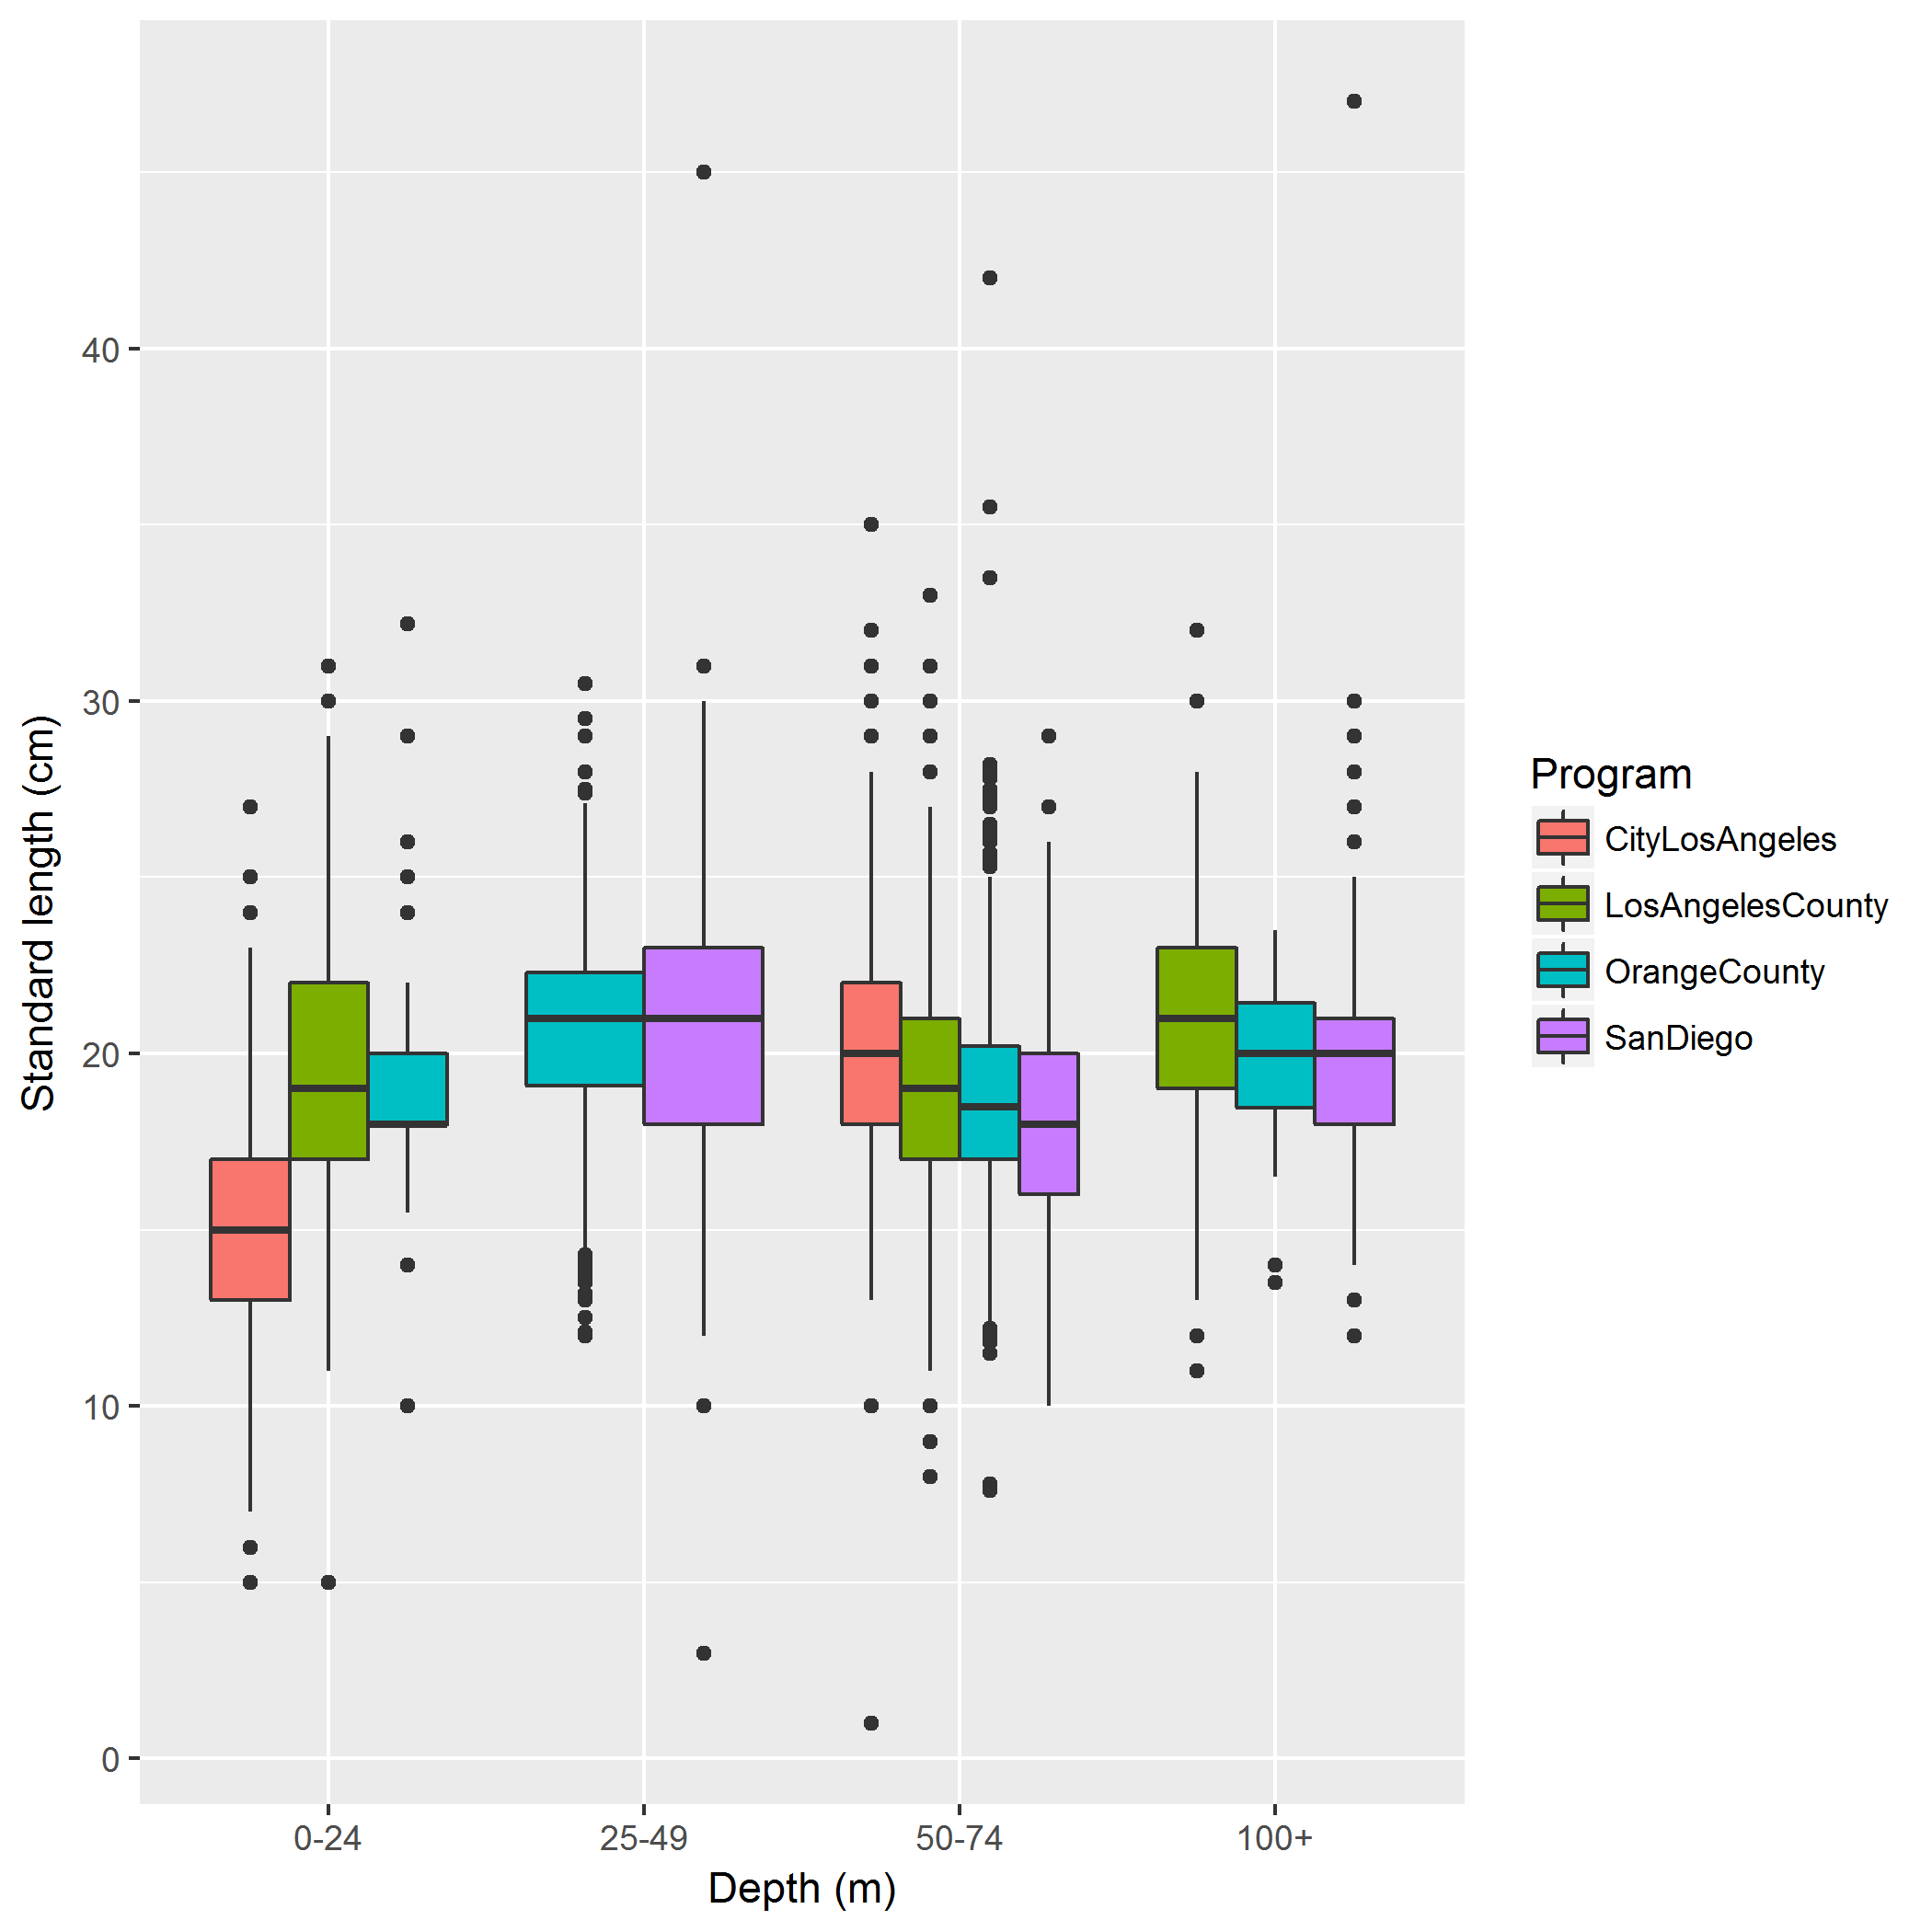 Standard length (cm)
40
30
20
10
0
0-24
25-49
50-74
100+
Depth (m)
Program
CityLosAngeles
LosAngelesCounty
OrangeCounty
SanDiego